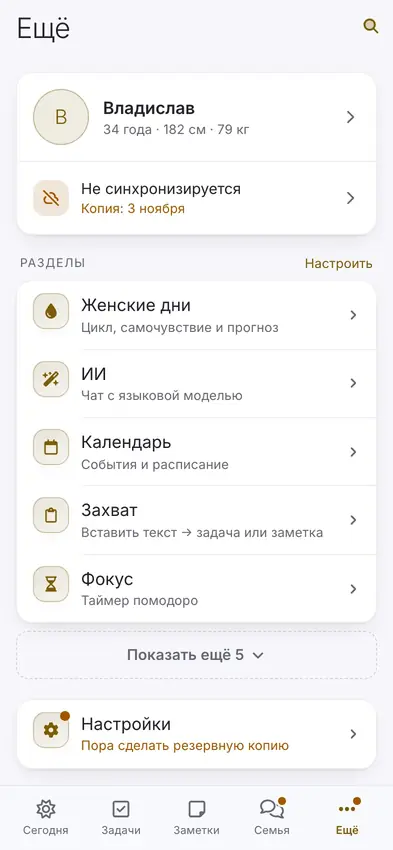 Ещё
В
Владислав
34 года · 182 см · 79 кг
Не синхронизируется
Копия: 3 ноября
РАЗДЕЛЫ
Настроить
Женские дни
Цикл, самочувствие и прогноз
ИИ
Чат с языковой моделью
Календарь
События и расписание
Захват
Вставить текст → задача или заметка
Фокус
Таймер помодоро
Показать ещё 5
Настройки
Пора сделать резервную копию
Сегодня
Задачи
Заметки
Семья
Ещё